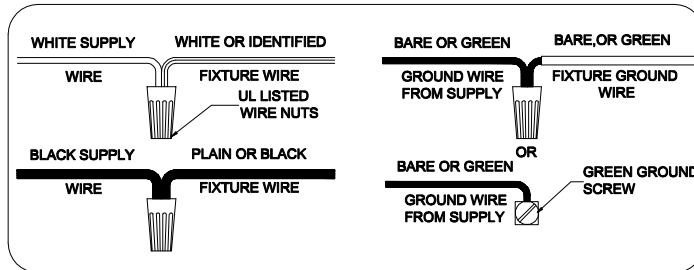 WHITE SUPPLY
WIRE
WHITE OR IDENTIFIED
FIXTURE WIRE
UL LISTED
WIRE NUTS
BLACK SUPPLY
WIRE
PLAIN OR BLACK
FIXTURE WIRE
BARE OR GREEN
GROUND WIRE
FROM SUPPLY
BARE,OR GREEN
FIXTURE GROUND
WIRE
OR
BARE OR GREEN
GROUND WIRE
FROM SUPPLY
GREEN GROUND
SCREW